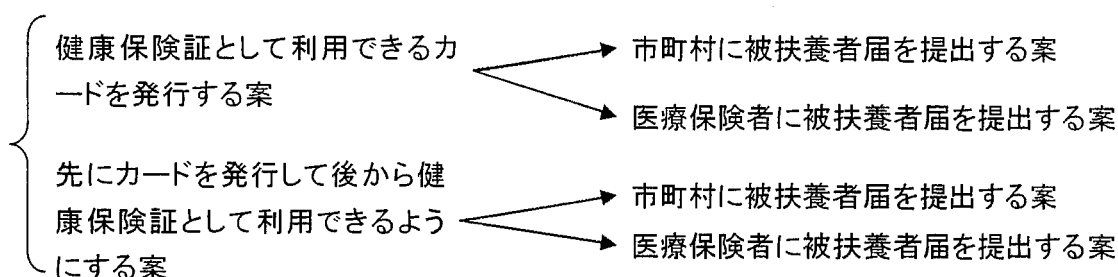 健康保険証として利用できるカ
ードを発行する案
市町村に被扶養者届を提出する案
医療保険者に被扶養者届を提出する案
先にカードを発行して後から健
康保険証として利用できるよう
にする案
市町村に被扶養者届を提出する案
医療保険者に被扶養者届を提出する案